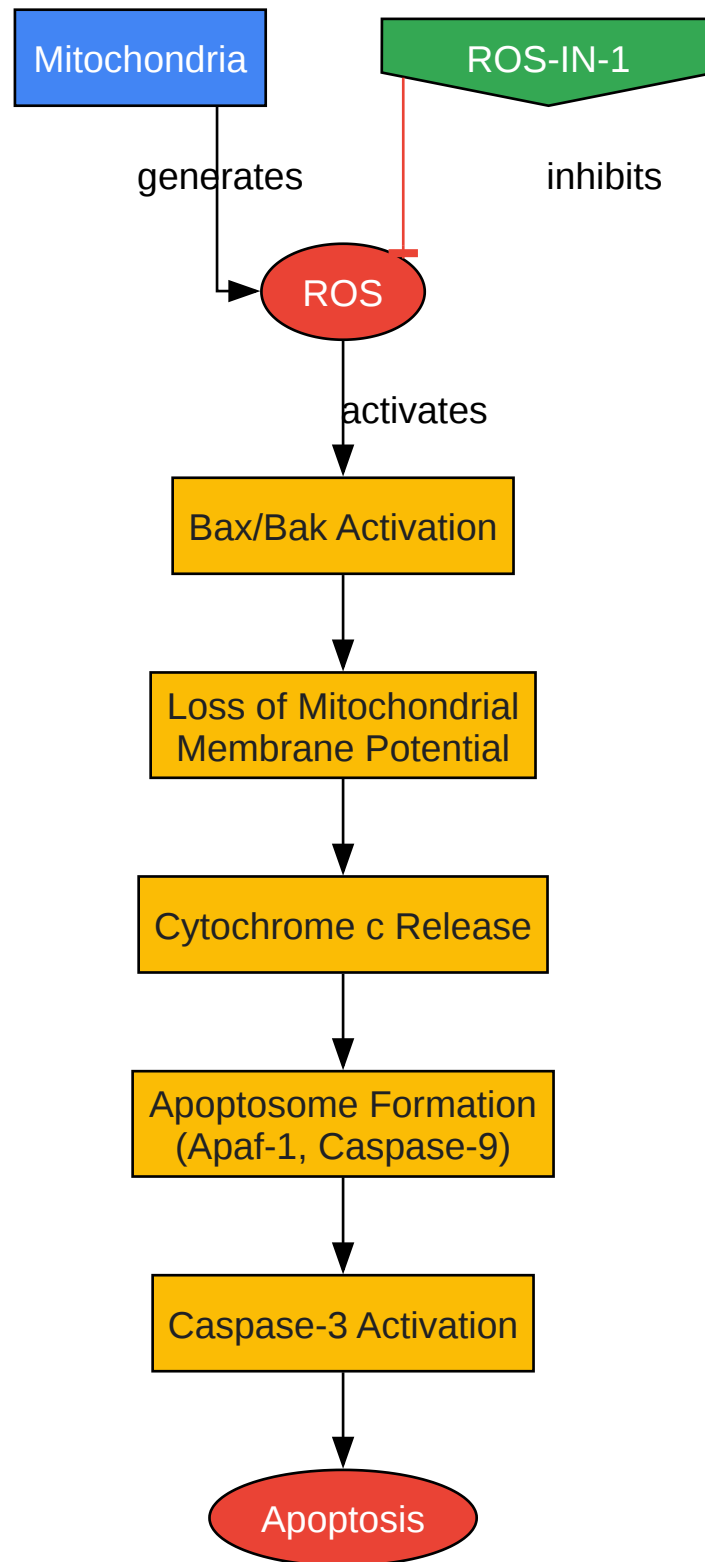 Mitochondria
ROS-IN-1
generates
inhibits
ROS
activates
Bax/Bak Activation
Loss of Mitochondrial
Membrane Potential
Cytochrome c Release
Apoptosome Formation
(Apaf-1, Caspase-9)
Caspase-3 Activation
Apoptosis